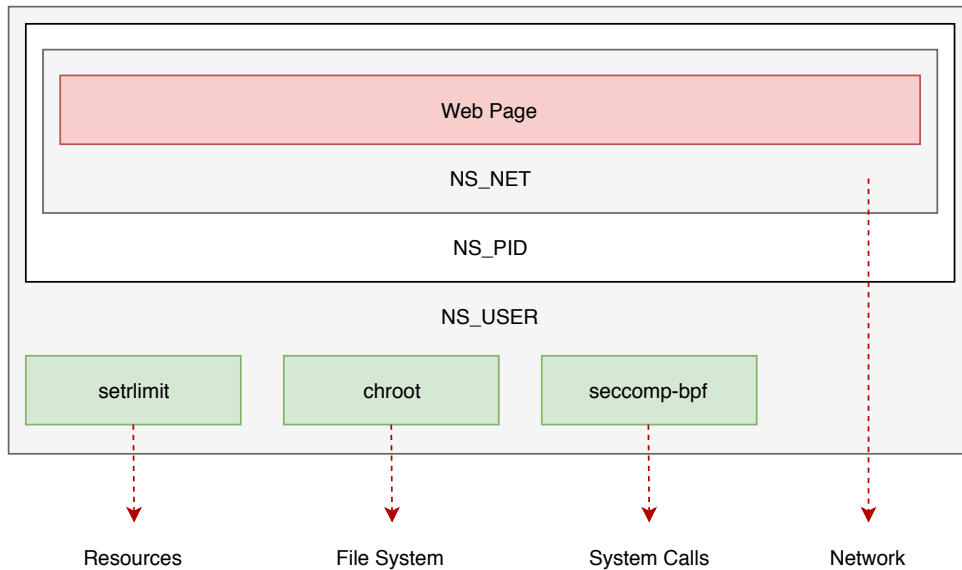 Web Page
NS_NET
NS_PID
NS_USER
setrlimit
chroot
seccomp-bpf
Resources
File System
System Calls
Network